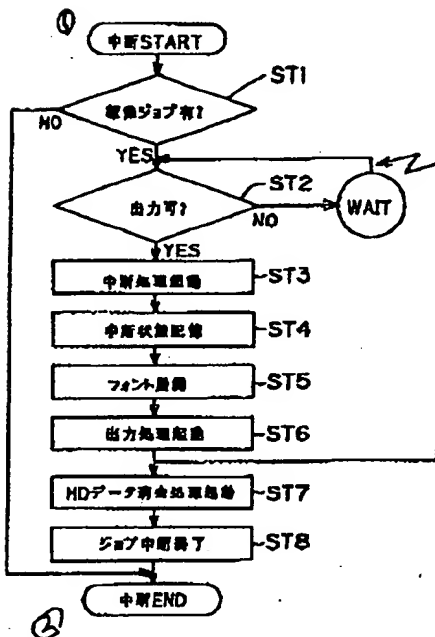 ①
中断START
ST1
ジョブ有?
NO
YES
ST2
出力可?
NO
WAIT
YES
中断処理起動
ST3
中断状態記憶
ST4
フォント展開
ST5
出力処理起動
ST6
HDデータ消去処理起動
ST7
ジョブ中断終了
ST8
中断END
②